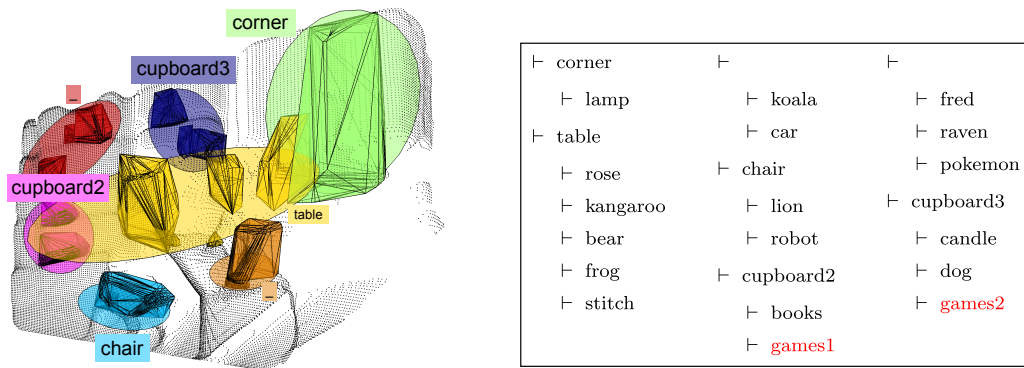 corner
cupboard3
_
cupboard2
table
_
chair
⊢ corner
⊢ lamp
⊢ table
⊢ rose
⊢ kangaroo
⊢ bear
⊢ frog
⊢ stitch
⊢
⊢ koala
⊢ car
⊢ chair
⊢ lion
⊢ robot
⊢ cupboard2
⊢ books
⊢ games1
⊢
⊢ fred
⊢ raven
⊢ pokemon
⊢ cupboard3
⊢ candle
⊢ dog
⊢ games2